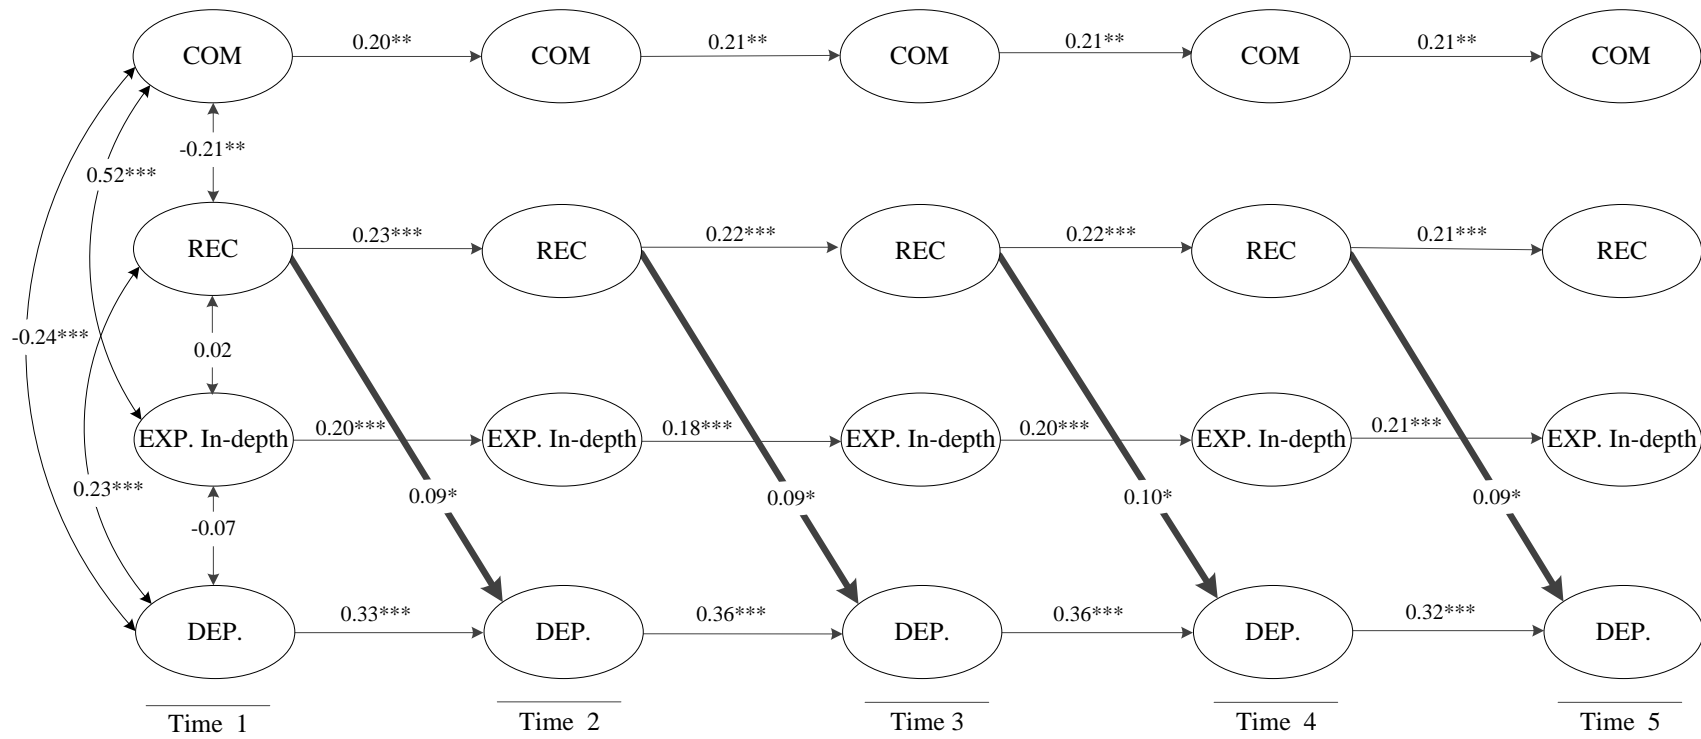 COM 0.20** COM 0.21** COM 0.21** COM 0.21** COM
-0.21**
0.52***
REC 0.23*** REC 0.22*** REC 0.22*** REC 0.21*** REC
-0.24***
0.02
EXP. In-depth 0.20*** EXP. In-depth 0.18*** EXP. In-depth 0.20*** EXP. In-depth 0.21*** EXP. In-depth
0.23*** 0.09* 0.09* 0.10* 0.09*
-0.07
DEP. 0.33*** DEP. 0.36*** DEP. 0.36*** DEP. 0.32*** DEP.
Time 1 Time 2 Time 3 Time 4 Time 5